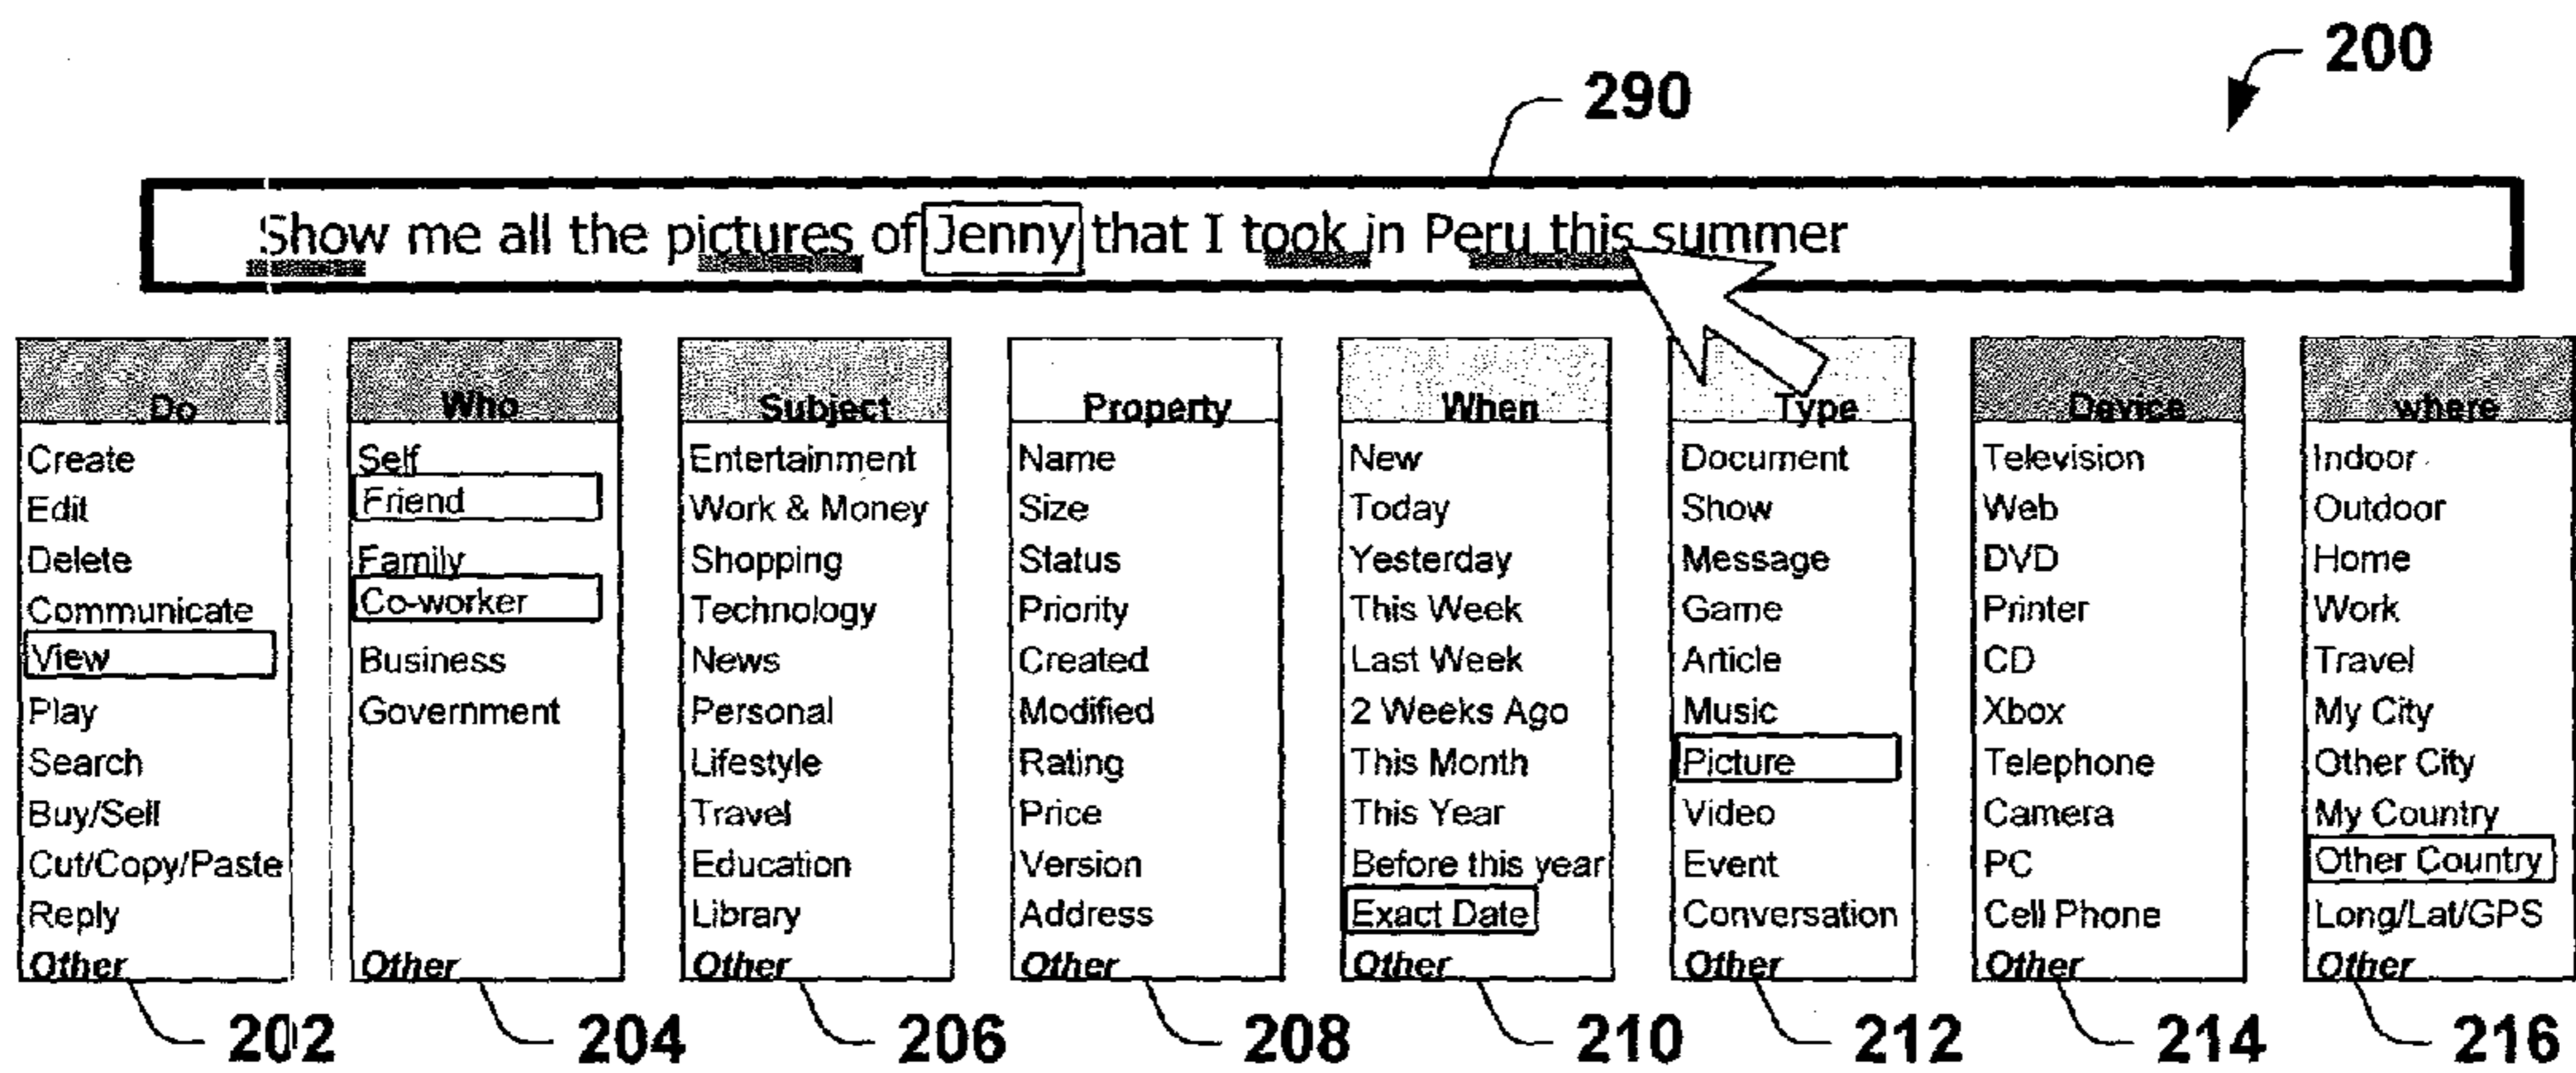 200
290
Show me all the pictures of Jenny that I took in Peru this summer
Do
Create
Edit
Delete
Communicate
View
Play
Search
Buy/Sell
Cut/Copy/Paste
Reply
Other
202
Who
Self
Friend
Family
Co-worker
Business
Government
Other
204
Subject
Entertainment
Work & Money
Shopping
Technology
News
Personal
Lifestyle
Travel
Education
Library
Other
206
Property
Name
Size
Status
Priority
Created
Modified
Rating
Price
Version
Address
Other
208
When
New
Today
Yesterday
This Week
Last Week
2 Weeks Ago
This Month
This Year
Before this year
Exact Date
Other
210
Type
Document
Show
Message
Game
Article
Music
Picture
Video
Event
Conversation
Other
212
Device
Television
Web
DVD
Printer
CD
Xbox
Telephone
Camera
PC
Cell Phone
Other
214
where
Indoor
Outdoor
Home
Work
Travel
My City
Other City
My Country
Other Country
Long/Lat/GPS
Other
216